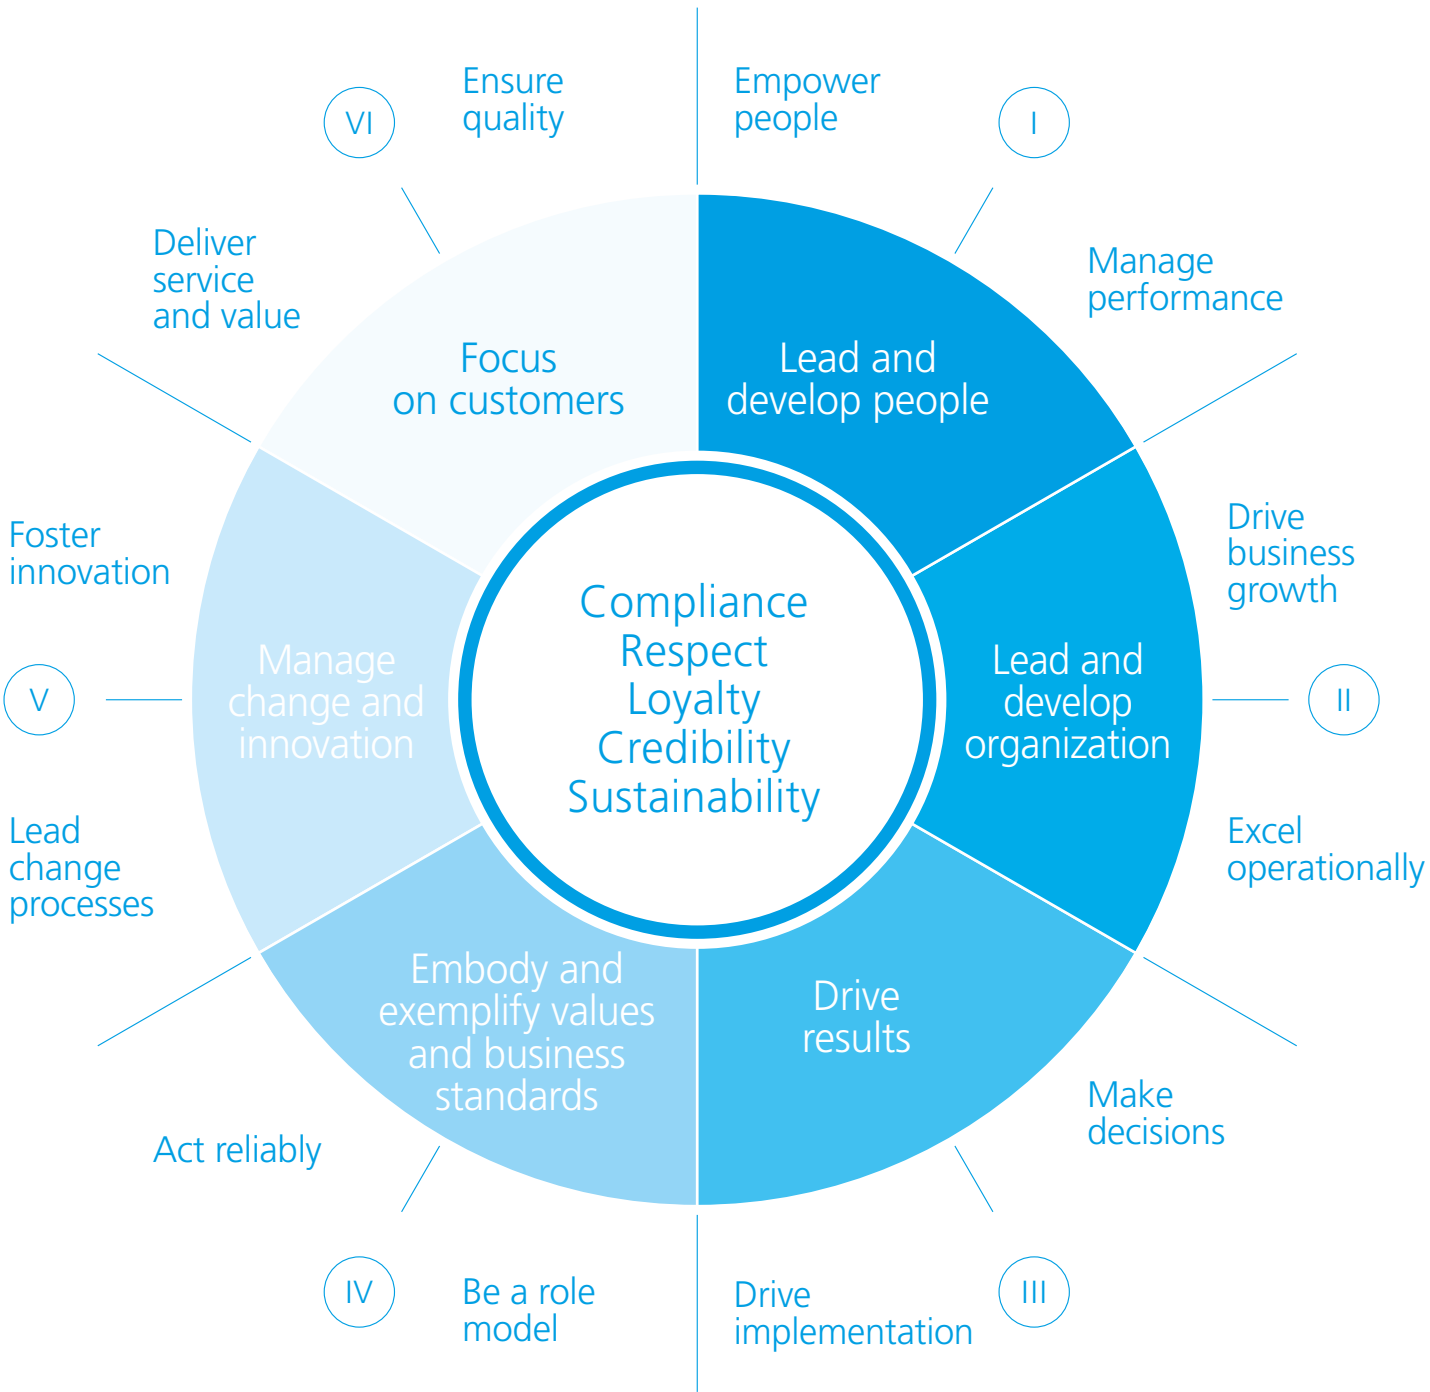 Ensure
quality
Empower
people
VI
I
Deliver
service
and value
Manage
performance
Focus
on customers
Lead and
develop people
Foster
innovation
Drive
business
growth
Compliance
Respect
Loyalty
Credibility
Sustainability
Manage
change and
innovation
Lead and
develop
organization
V
II
Lead
change
processes
Excel
operationally
Embody and
exemplify values
and business
standards
Drive
results
Act reliably
Make
decisions
IV
Be a role
model
Drive
implementation
III